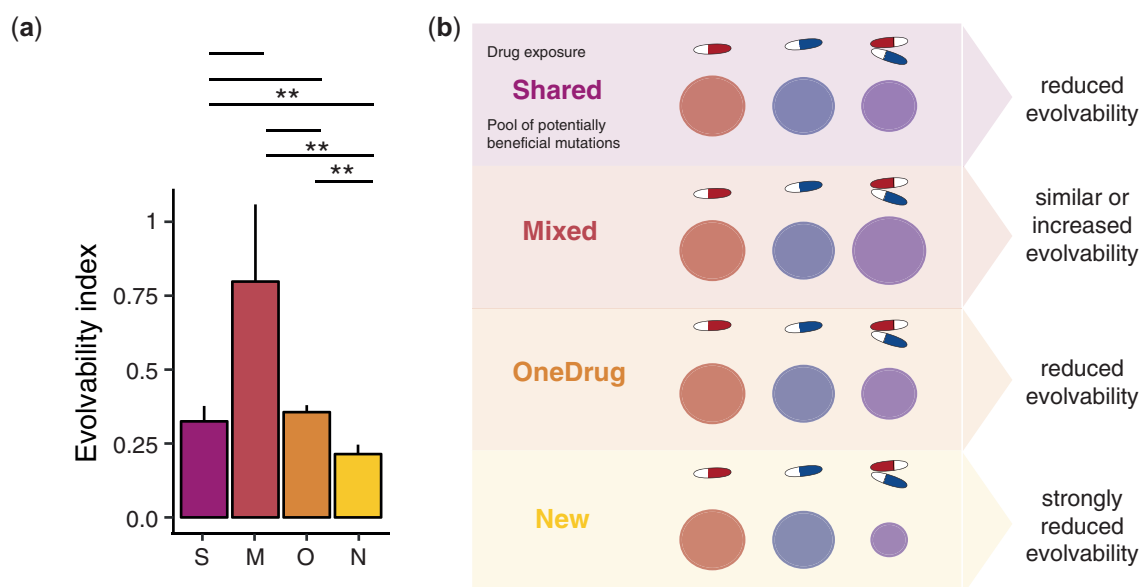 (a)
**
**
**
Evolvability index
1
0.75
0.5
0.25
0.0
S M O N
(b)
Drug exposure
Shared
Pool of potentially
beneficial mutations
reduced
evolvability
Mixed
similar or
increased
evolvability
OneDrug
reduced
evolvability
New
strongly
reduced
evolvability